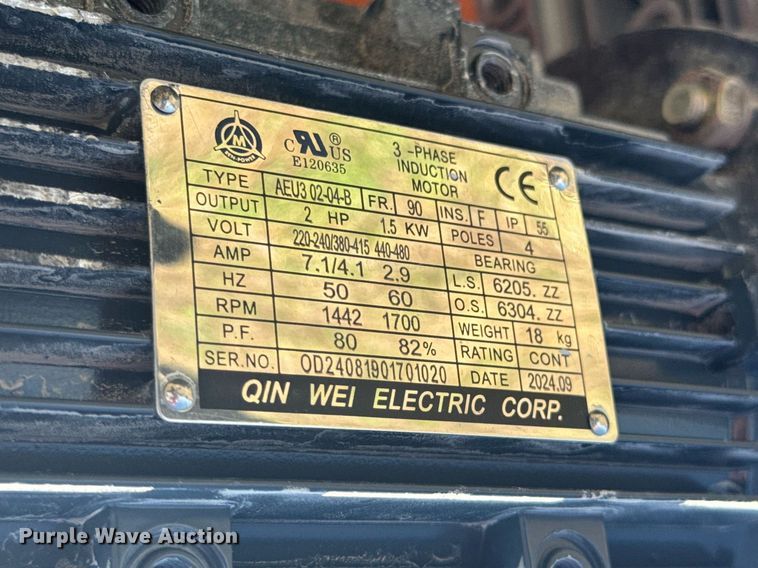 M
DYN-POWER
C RU ® US
E120635
3 -PHASE
INDUCTION
MOTOR
CE
TYPE AEU3 02-04-B FR. 90 INS. F IP 55
OUTPUT 2 HP 1.5 KW POLES 4
VOLT 220-240/380-415 440-480 BEARING
AMP 7.1/4.1 2.9 L.S. 6205. ZZ
HZ 50 60 O.S. 6304. ZZ
RPM 1442 1700 WEIGHT 18 kg
P.F. 80 82% RATING CONT
SER.NO. OD24081901701020 DATE 2024.09
QIN WEI ELECTRIC CORP.
Purple Wave Auction